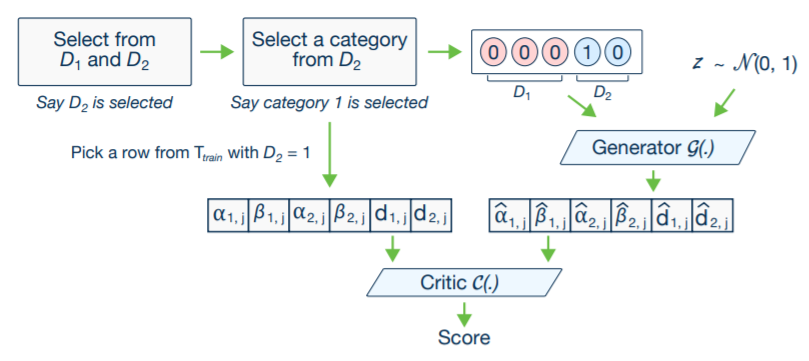 Select from
D₁ and D₂
Say D₂ is selected
Select a category
from D₂
Say category 1 is selected
0 0 0 1 0
D₁ D₂
z ~ 𝒩(0, 1)
Pick a row from T_train with D₂ = 1
Generator 𝒢(.)
α₁,ⱼ β₁,ⱼ α₂,ⱼ β₂,ⱼ d₁,ⱼ d₂,ⱼ
α̂₁,ⱼ β̂₁,ⱼ α̂₂,ⱼ β̂₂,ⱼ d̂₁,ⱼ d̂₂,ⱼ
Critic 𝒞(.)
Score